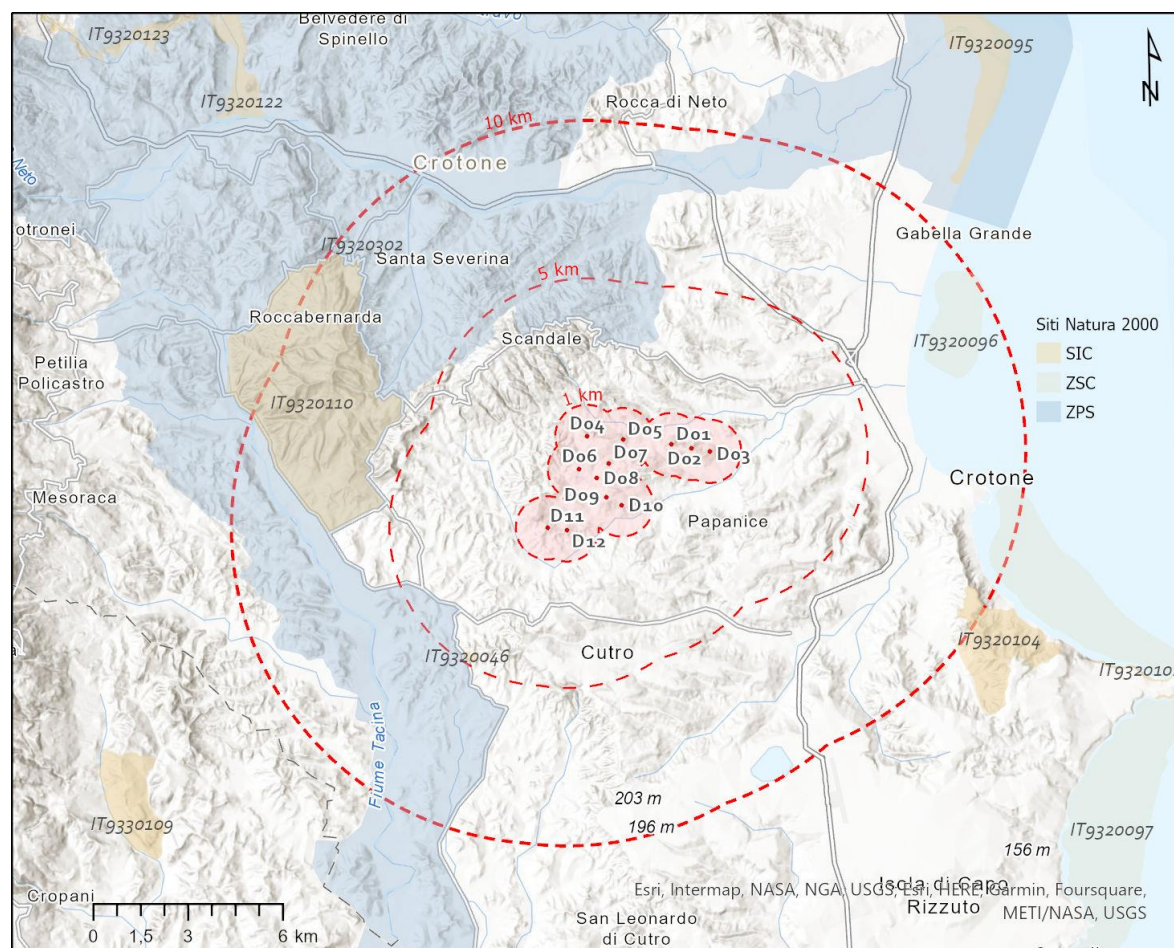 Belvedere di
Spinello
IT9320123
IT9320095
IT9320122
Rocca di Neto
N
10 km
Crotone
Neto
otronei
Gabella Grande
IT9320302
Santa Severina
5 km
Roccabernarda
Siti Natura 2000
SIC
ZSC
ZPS
Scandale
IT9320096
Petilia
Policastro
1 km
IT9320110
D04
D05
D01
D02
D03
D06
D07
D08
Mesoraca
Crotone
D09
D10
D11
D12
Papanice
IT9320104
Cutro
IT9320046
IT932010
Fiume Tacina
203 m
196 m
IT9330109
IT9320097
156 m
Cropani
Isola di Capo
Rizzuto
Esri, Intermap, NASA, NGA, USGS; Esri, HERE, Garmin, Foursquare,
METI/NASA, USGS
San Leonardo
di Cutro
0 1,5 3 6 km